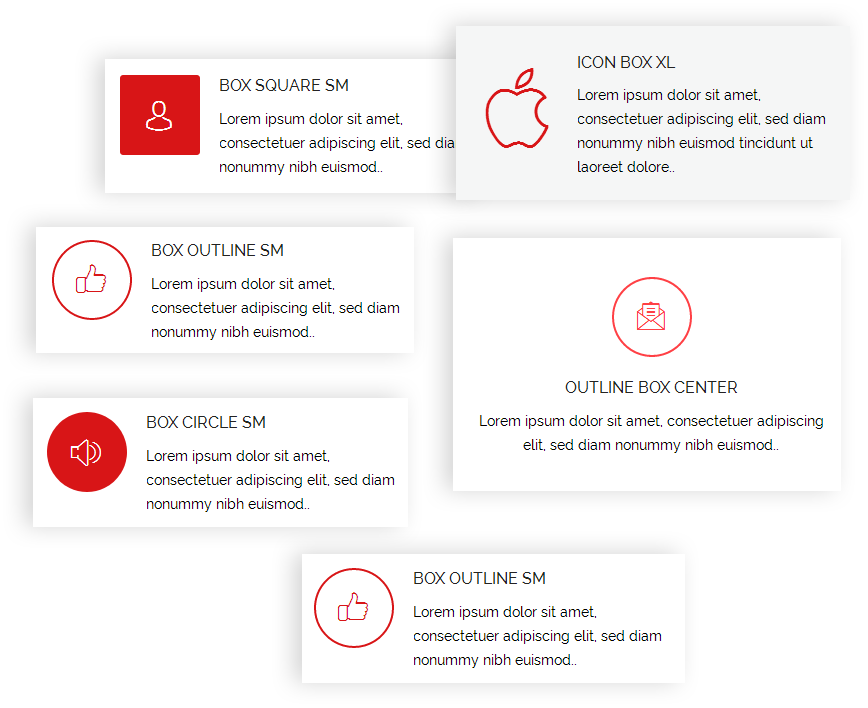 BOX SQUARE SM
Lorem ipsum dolor sit amet,
consectetuer adipiscing elit, sed dia
nonummy nibh euismod..
ICON BOX XL
Lorem ipsum dolor sit amet,
consectetuer adipiscing elit, sed diam
nonummy nibh euismod tincidunt ut
laoreet dolore..
BOX OUTLINE SM
Lorem ipsum dolor sit amet,
consectetuer adipiscing elit, sed diam
nonummy nibh euismod..
OUTLINE BOX CENTER
Lorem ipsum dolor sit amet, consectetuer adipiscing
elit, sed diam nonummy nibh euismod..
BOX CIRCLE SM
Lorem ipsum dolor sit amet,
consectetuer adipiscing elit, sed diam
nonummy nibh euismod..
BOX OUTLINE SM
Lorem ipsum dolor sit amet,
consectetuer adipiscing elit, sed diam
nonummy nibh euismod..